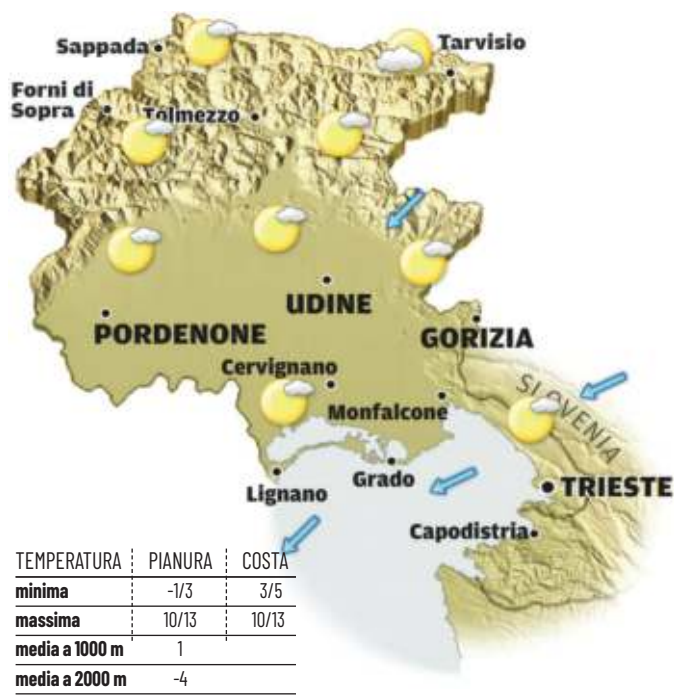 Sappada
Tarvisio
Forni di
Sopra
Tolmezzo
UDINE
PORDENONE
GORIZIA
Cervignano
SLOVENIA
Monfalcone
Grado
Lignano
TRIESTE
Capodistria
TEMPERATURA PIANURA COSTA
minima -1/3 3/5
massima 10/13 10/13
media a 1000 m 1
media a 2000 m -4